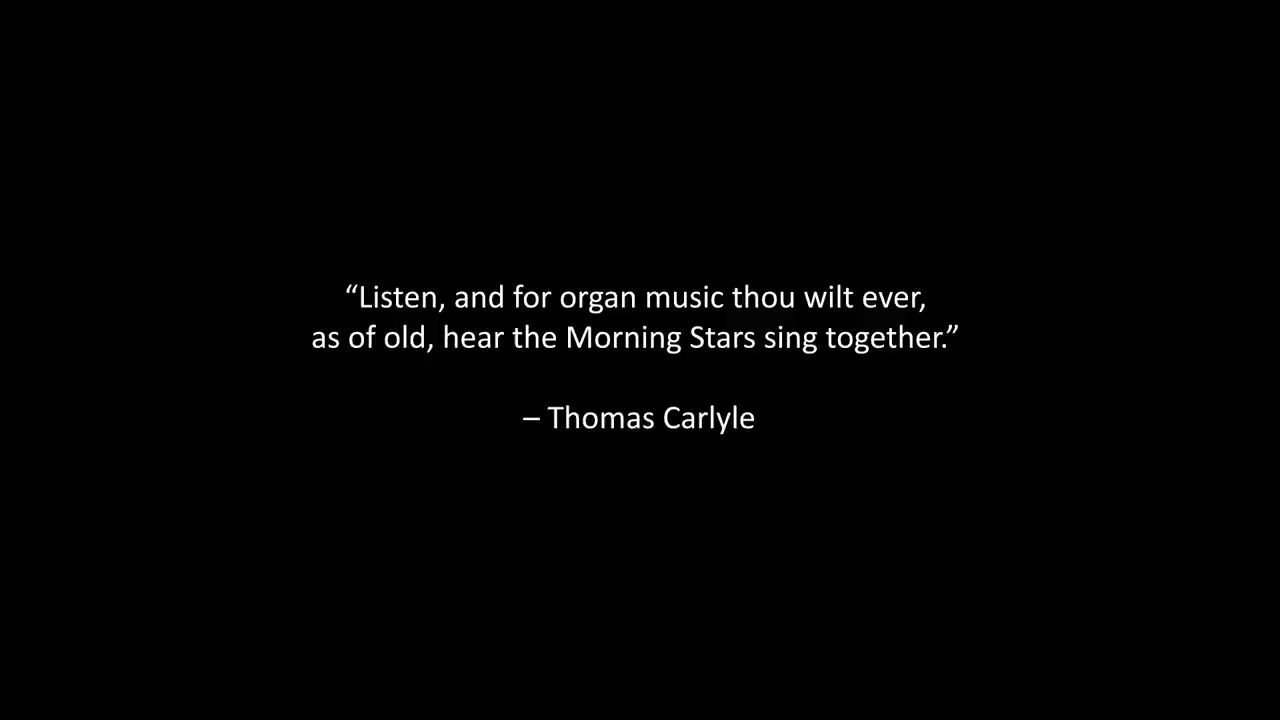 “Listen, and for organ music thou wilt ever,
as of old, hear the Morning Stars sing together.”
– Thomas Carlyle